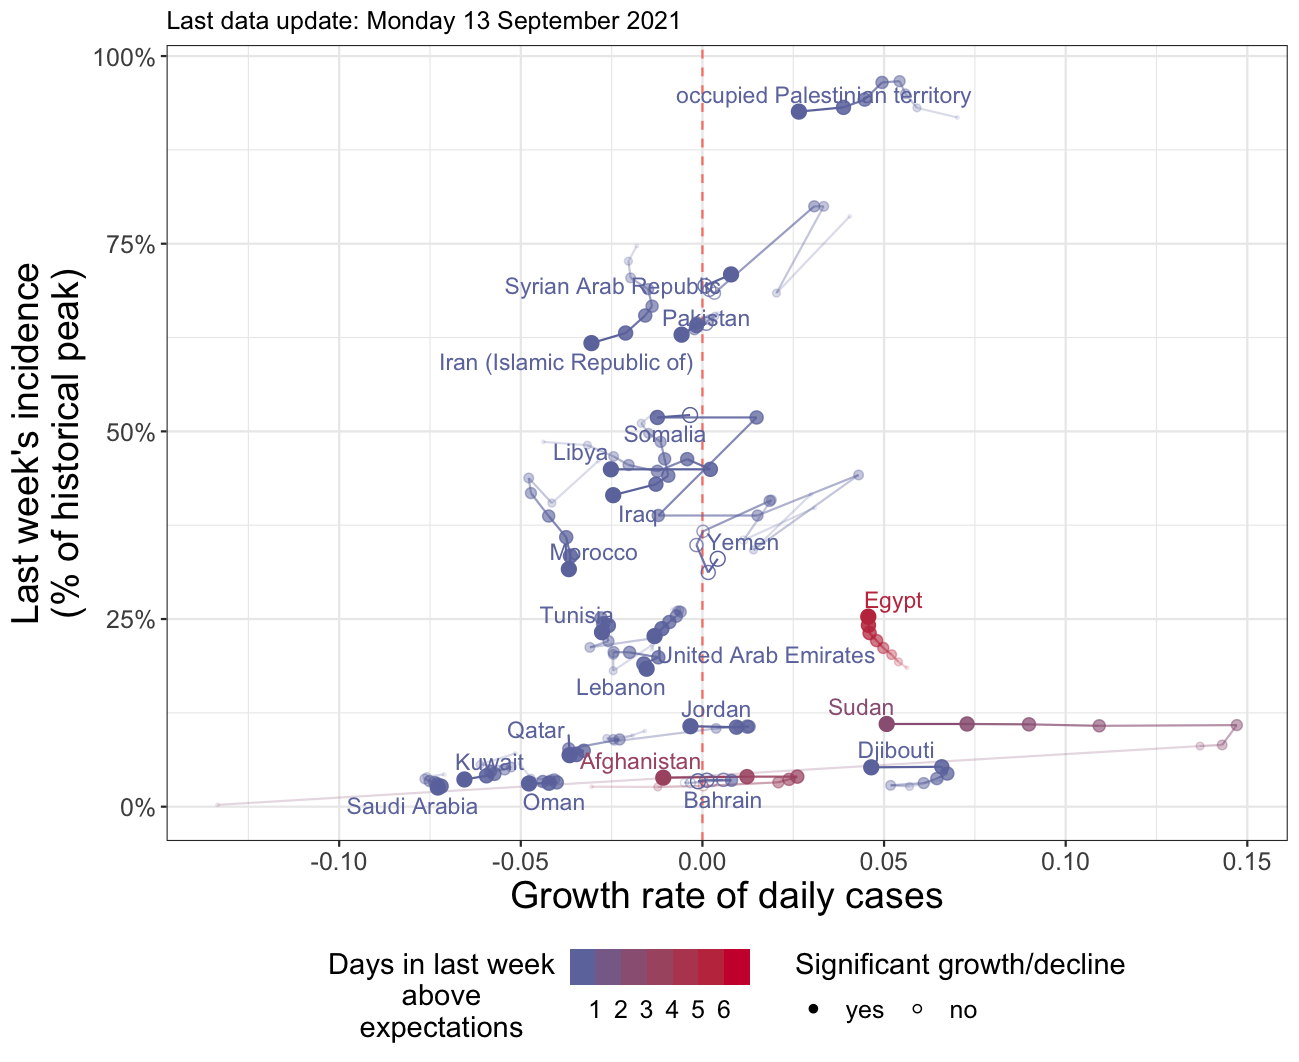 Last data update: Monday 13 September 2021
100%
75%
50%
25%
0%
Last week's incidence
(% of historical peak)
occupied Palestinian territory
Syrian Arab Republic
Pakistan
Iran (Islamic Republic of)
Somalia
Libya
Iraq
Yemen
Morocco
Egypt
Tunisia
United Arab Emirates
Lebanon
Sudan
Jordan
Qatar
Djibouti
Kuwait
Afghanistan
Saudi Arabia
Oman
Bahrain
-0.10
-0.05
0.00
0.05
0.10
0.15
Growth rate of daily cases
Days in last week
above
expectations
1 2 3 4 5 6
Significant growth/decline
yes
no